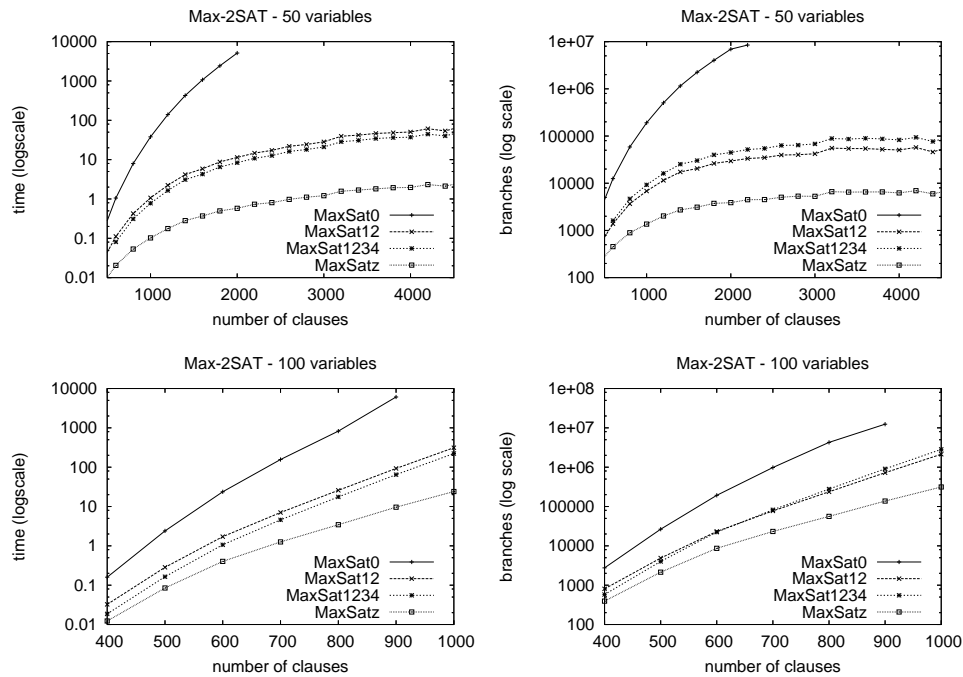 Max-2SAT - 50 variables
time (logscale)
10000
1000
100
10
1
0.1
0.01
MaxSat0
MaxSat12
MaxSat1234
MaxSatz
1000 2000 3000 4000
number of clauses
Max-2SAT - 50 variables
branches (log scale)
1e+07
1e+06
100000
10000
1000
100
MaxSat0
MaxSat12
MaxSat1234
MaxSatz
1000 2000 3000 4000
number of clauses
Max-2SAT - 100 variables
time (logscale)
10000
1000
100
10
1
0.1
0.01
MaxSat0
MaxSat12
MaxSat1234
MaxSatz
400 500 600 700 800 900 1000
number of clauses
Max-2SAT - 100 variables
branches (log scale)
1e+08
1e+07
1e+06
100000
10000
1000
100
MaxSat0
MaxSat12
MaxSat1234
MaxSatz
400 500 600 700 800 900 1000
number of clauses